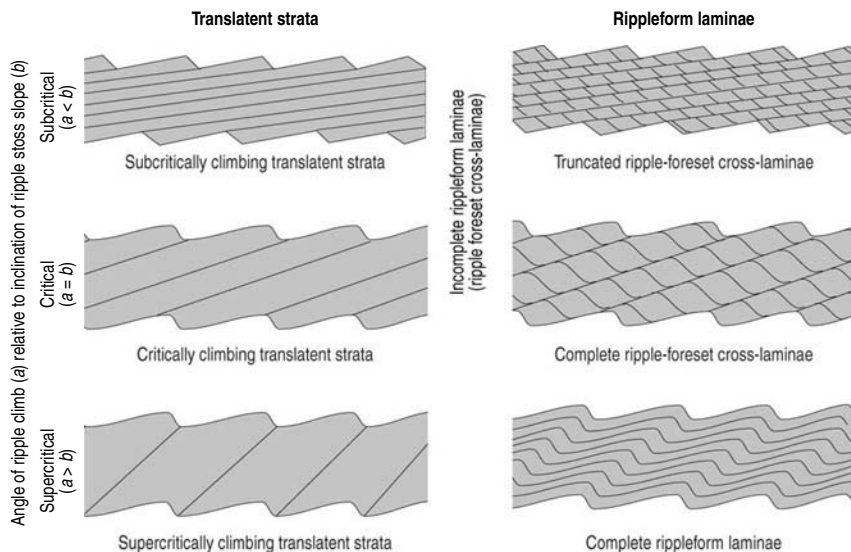 Translatent strata
Rippleform laminae
Angle of ripple climb (a) relative to inclination of ripple stoss slope (b)
Subcritical
(a < b)
Subcritically climbing translatent strata
Incomplete rippleform laminae
(ripple foreset cross-laminae)
Truncated ripple-foreset cross-laminae
Critical
(a = b)
Critically climbing translatent strata
Complete ripple-foreset cross-laminae
Supercritical
(a > b)
Supercritically climbing translatent strata
Complete rippleform laminae